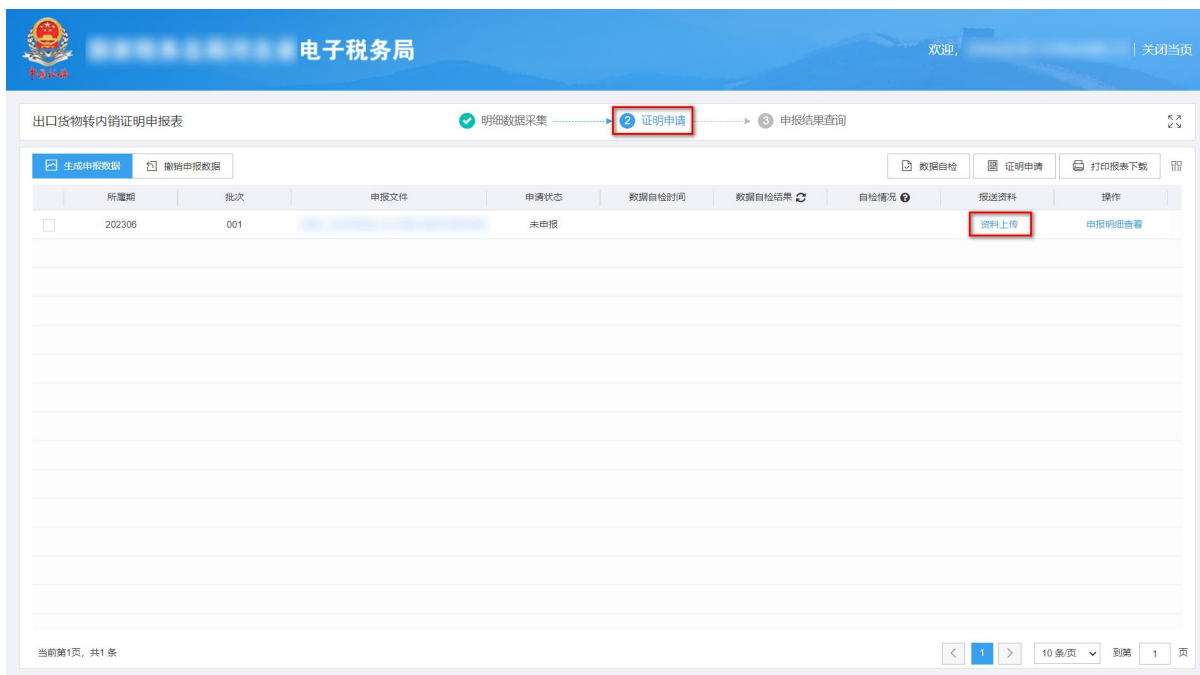 电子税务局
欢迎,
| 关闭当页
出口货物转内销证明申报表
明细数据采集
2 证明申请
3 申报结果查询
生成申报数据
撤销申报数据
数据自检
证明申请
打印报表下载
所属期 批次 申报文件 申请状态 数据自检时间 数据自检结果 自检情况 报送资料 操作
202306 001 未申报 资料上传 申报明细查看
当前第1页, 共1 条
< 1 > 10 条/页 到第 1 页